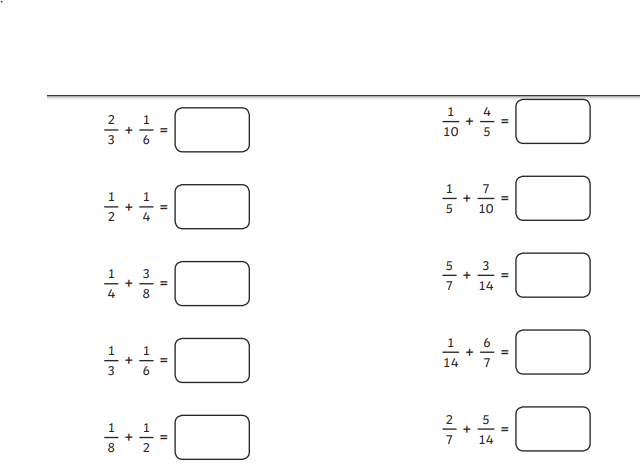 2/3 + 1/6 =
1/2 + 1/4 =
1/4 + 3/8 =
1/3 + 1/6 =
1/8 + 1/2 =
1/10 + 4/5 =
1/5 + 7/10 =
5/7 + 3/14 =
1/14 + 6/7 =
2/7 + 5/14 =